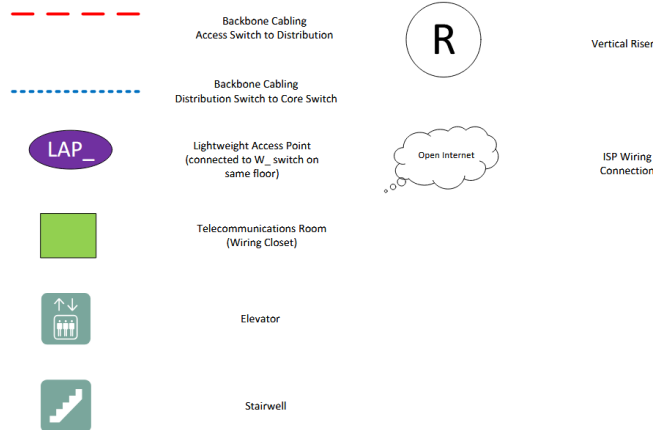 Backbone Cabling
Access Switch to Distribution
R
Vertical Riser
Backbone Cabling
Distribution Switch to Core Switch
LAP_
Lightweight Access Point
(connected to W_ switch on
same floor)
Open Internet
ISP Wiring
Connection
Telecommunications Room
(Wiring Closet)
Elevator
Stairwell